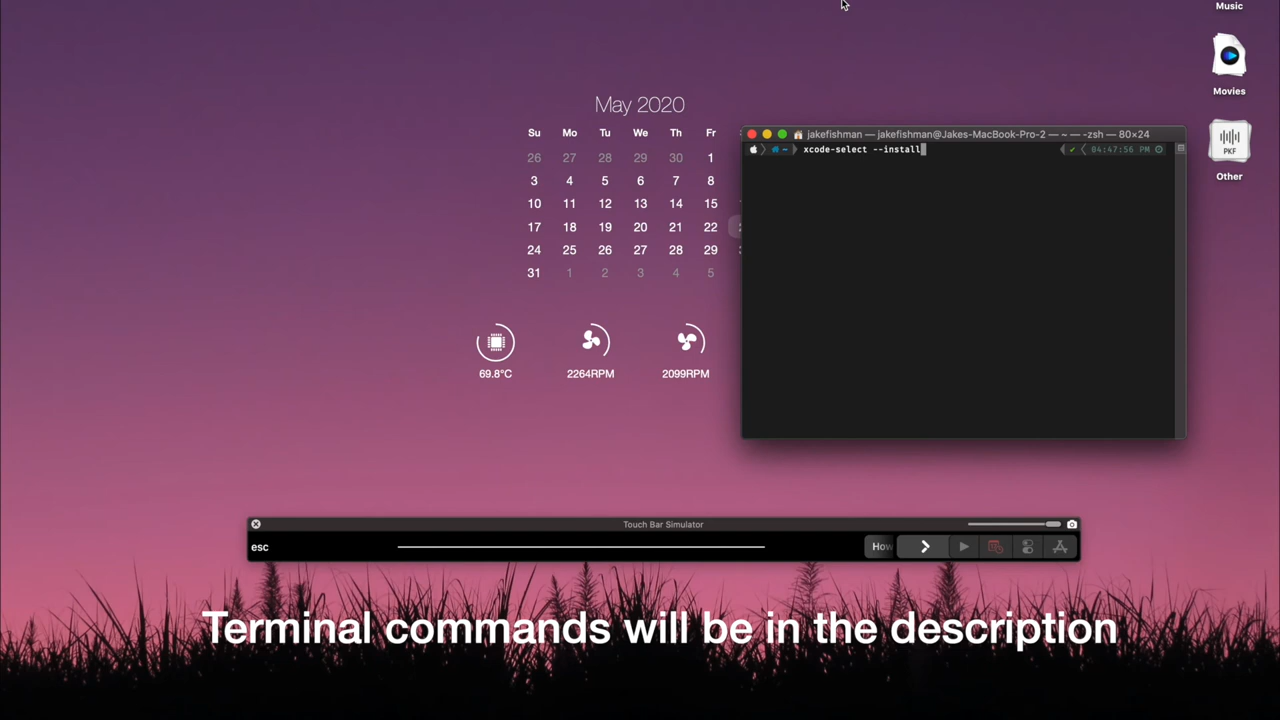 Music
Movies
PKF
Other
May 2020
Su Mo Tu We Th Fr
26 27 28 29 30 1
3 4 5 6 7 8
10 11 12 13 14 15
17 18 19 20 21 22
24 25 26 27 28 29
31 1 2 3 4 5
69.8°C 2264RPM 2099RPM
jakefishman — jakefishman@Jakes-MacBook-Pro-2 — ~ — -zsh — 80×24
~ xcode-select --install ✓ 04:47:56 PM
Touch Bar Simulator
esc How
Terminal commands will be in the description